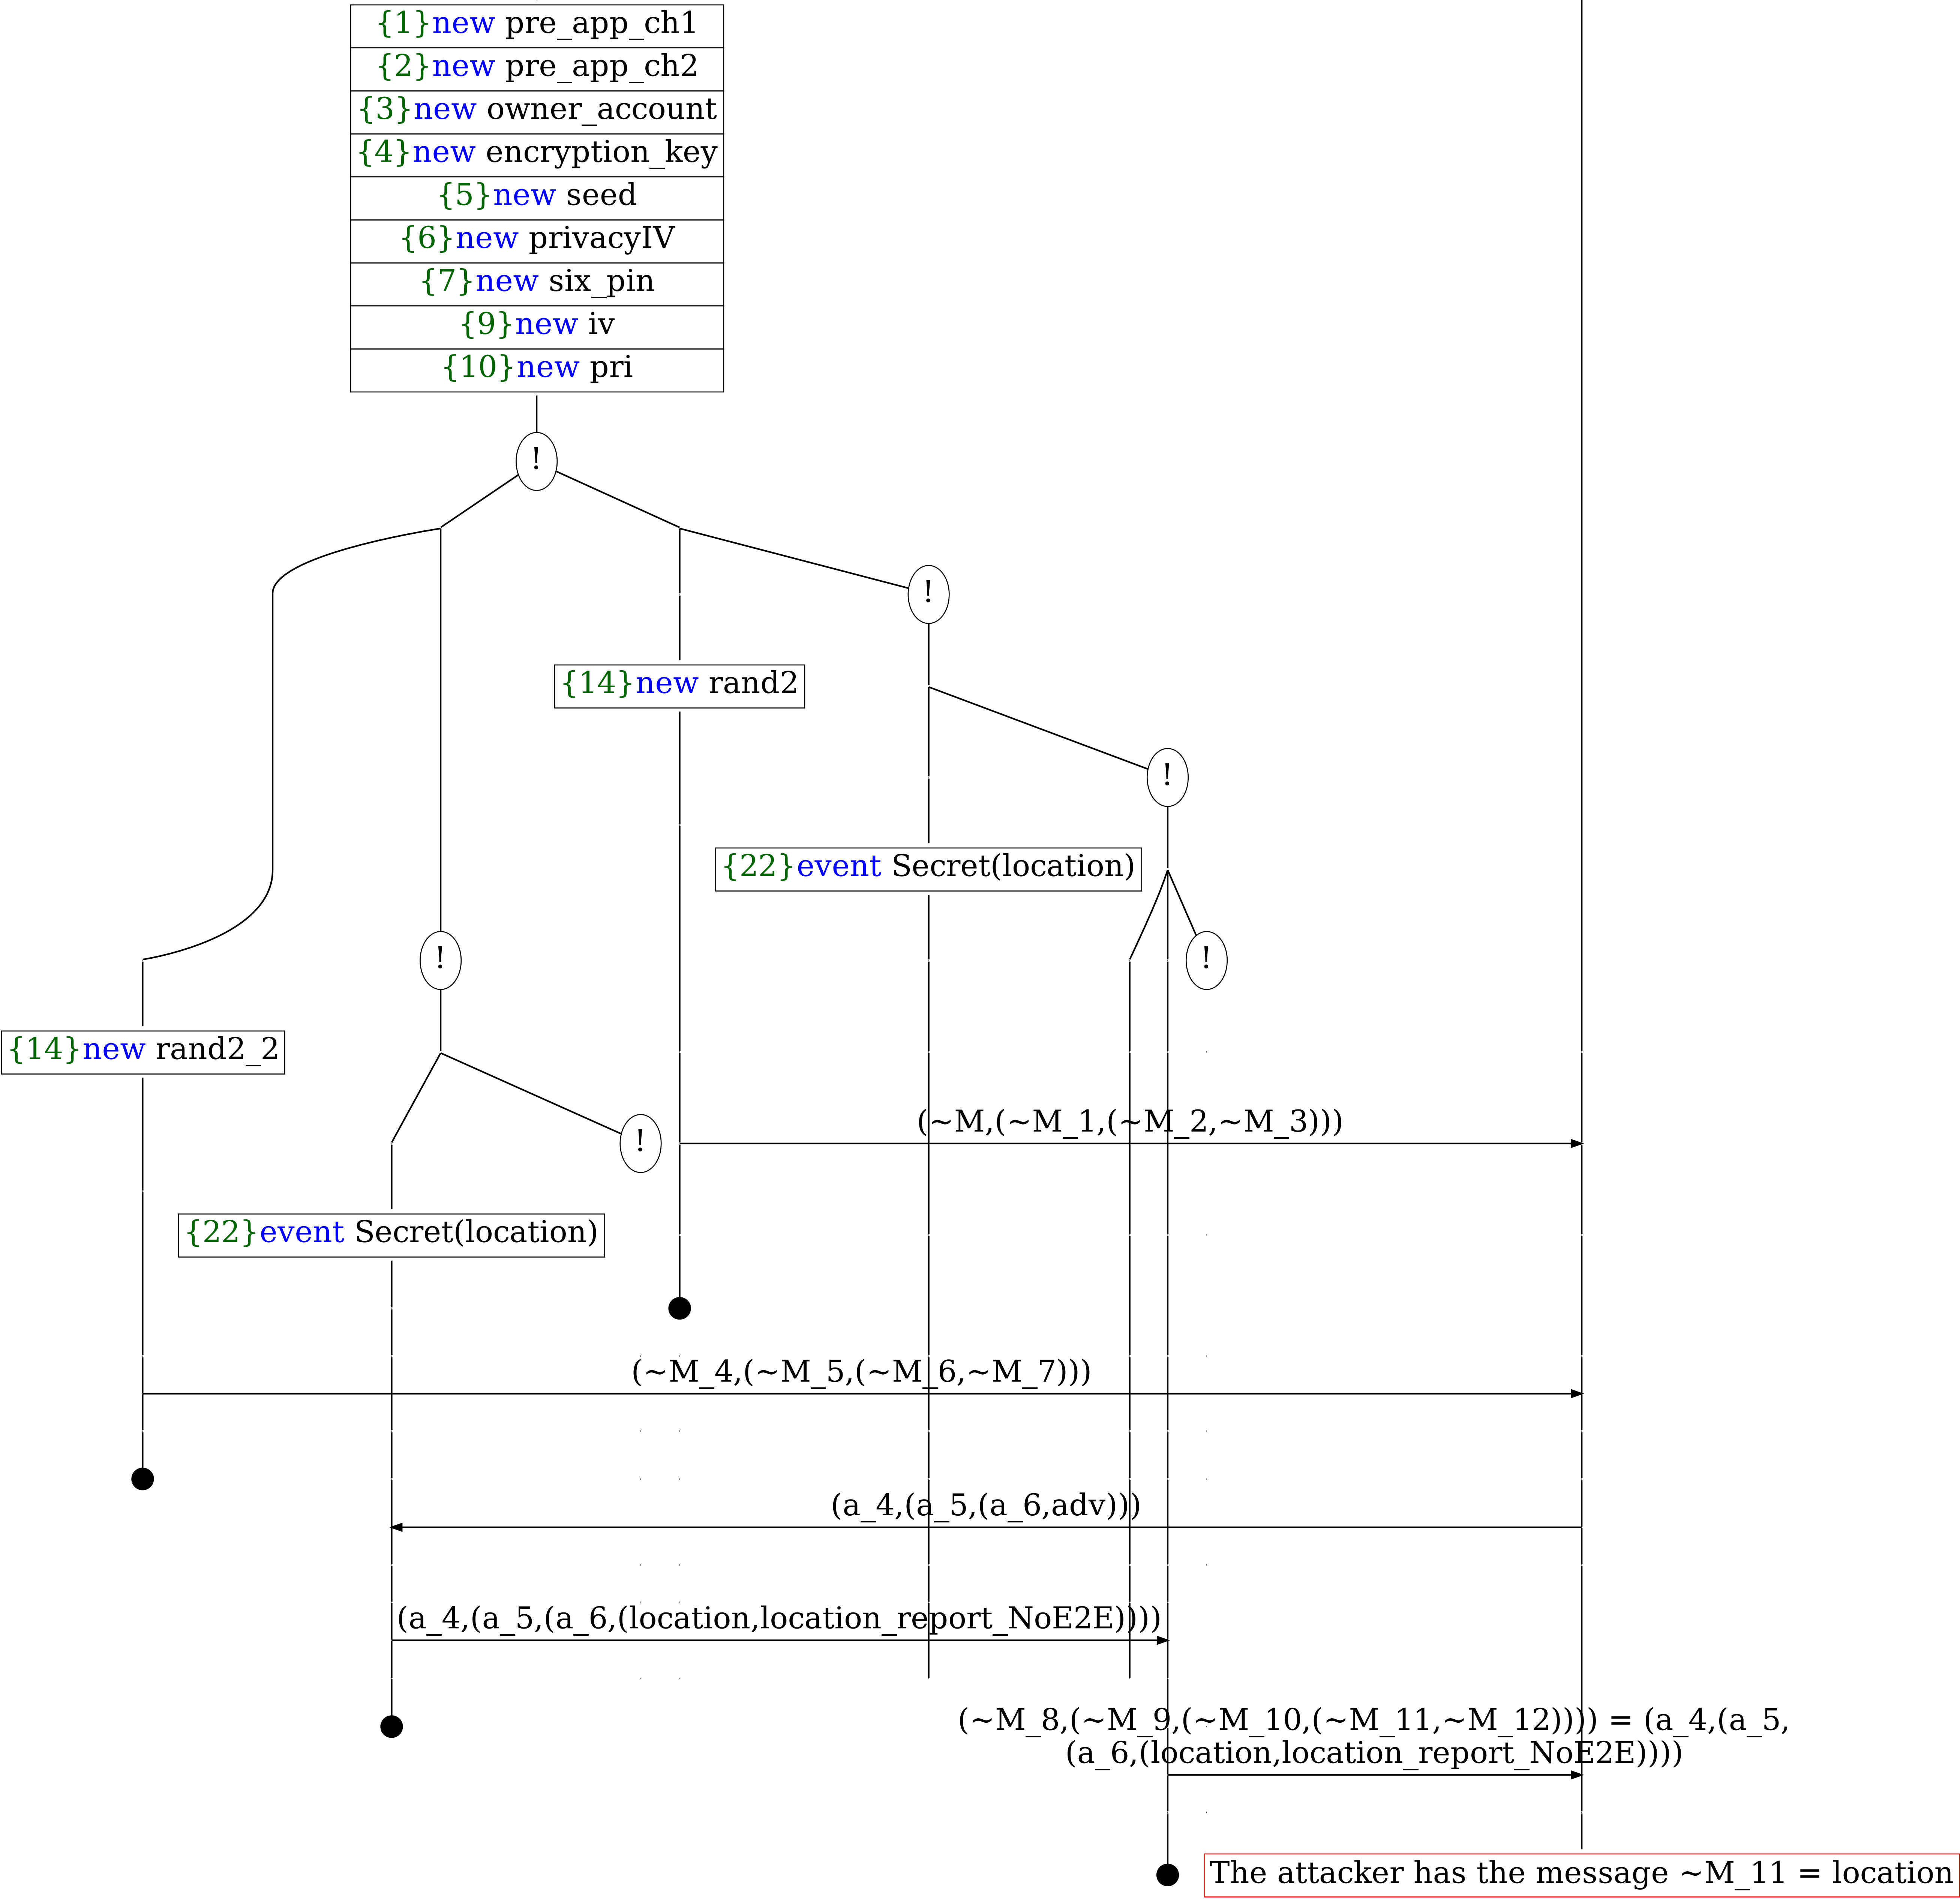 {1}new pre_app_ch1
{2}new pre_app_ch2
{3}new owner_account
{4}new encryption_key
{5}new seed
{6}new privacyIV
{7}new six_pin
{9}new iv
{10}new pri
!
!
{14}new rand2
!
{22}event Secret(location)
!
!
{14}new rand2_2
(~M,(~M_1,(~M_2,~M_3)))
!
{22}event Secret(location)
(~M_4,(~M_5,(~M_6,~M_7)))
(a_4,(a_5,(a_6,adv)))
(a_4,(a_5,(a_6,(location,location_report_NoE2E))))
(~M_8,(~M_9,(~M_10,(~M_11,~M_12)))) = (a_4,(a_5,
(a_6,(location,location_report_NoE2E))))
The attacker has the message ~M_11 = location